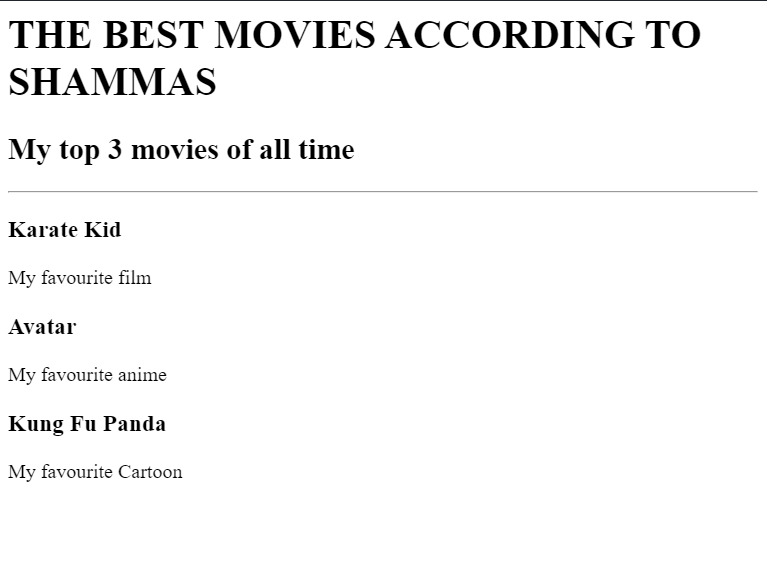 THE BEST MOVIES ACCORDING TO
SHAMMAS
My top 3 movies of all time
Karate Kid
My favourite film
Avatar
My favourite anime
Kung Fu Panda
My favourite Cartoon